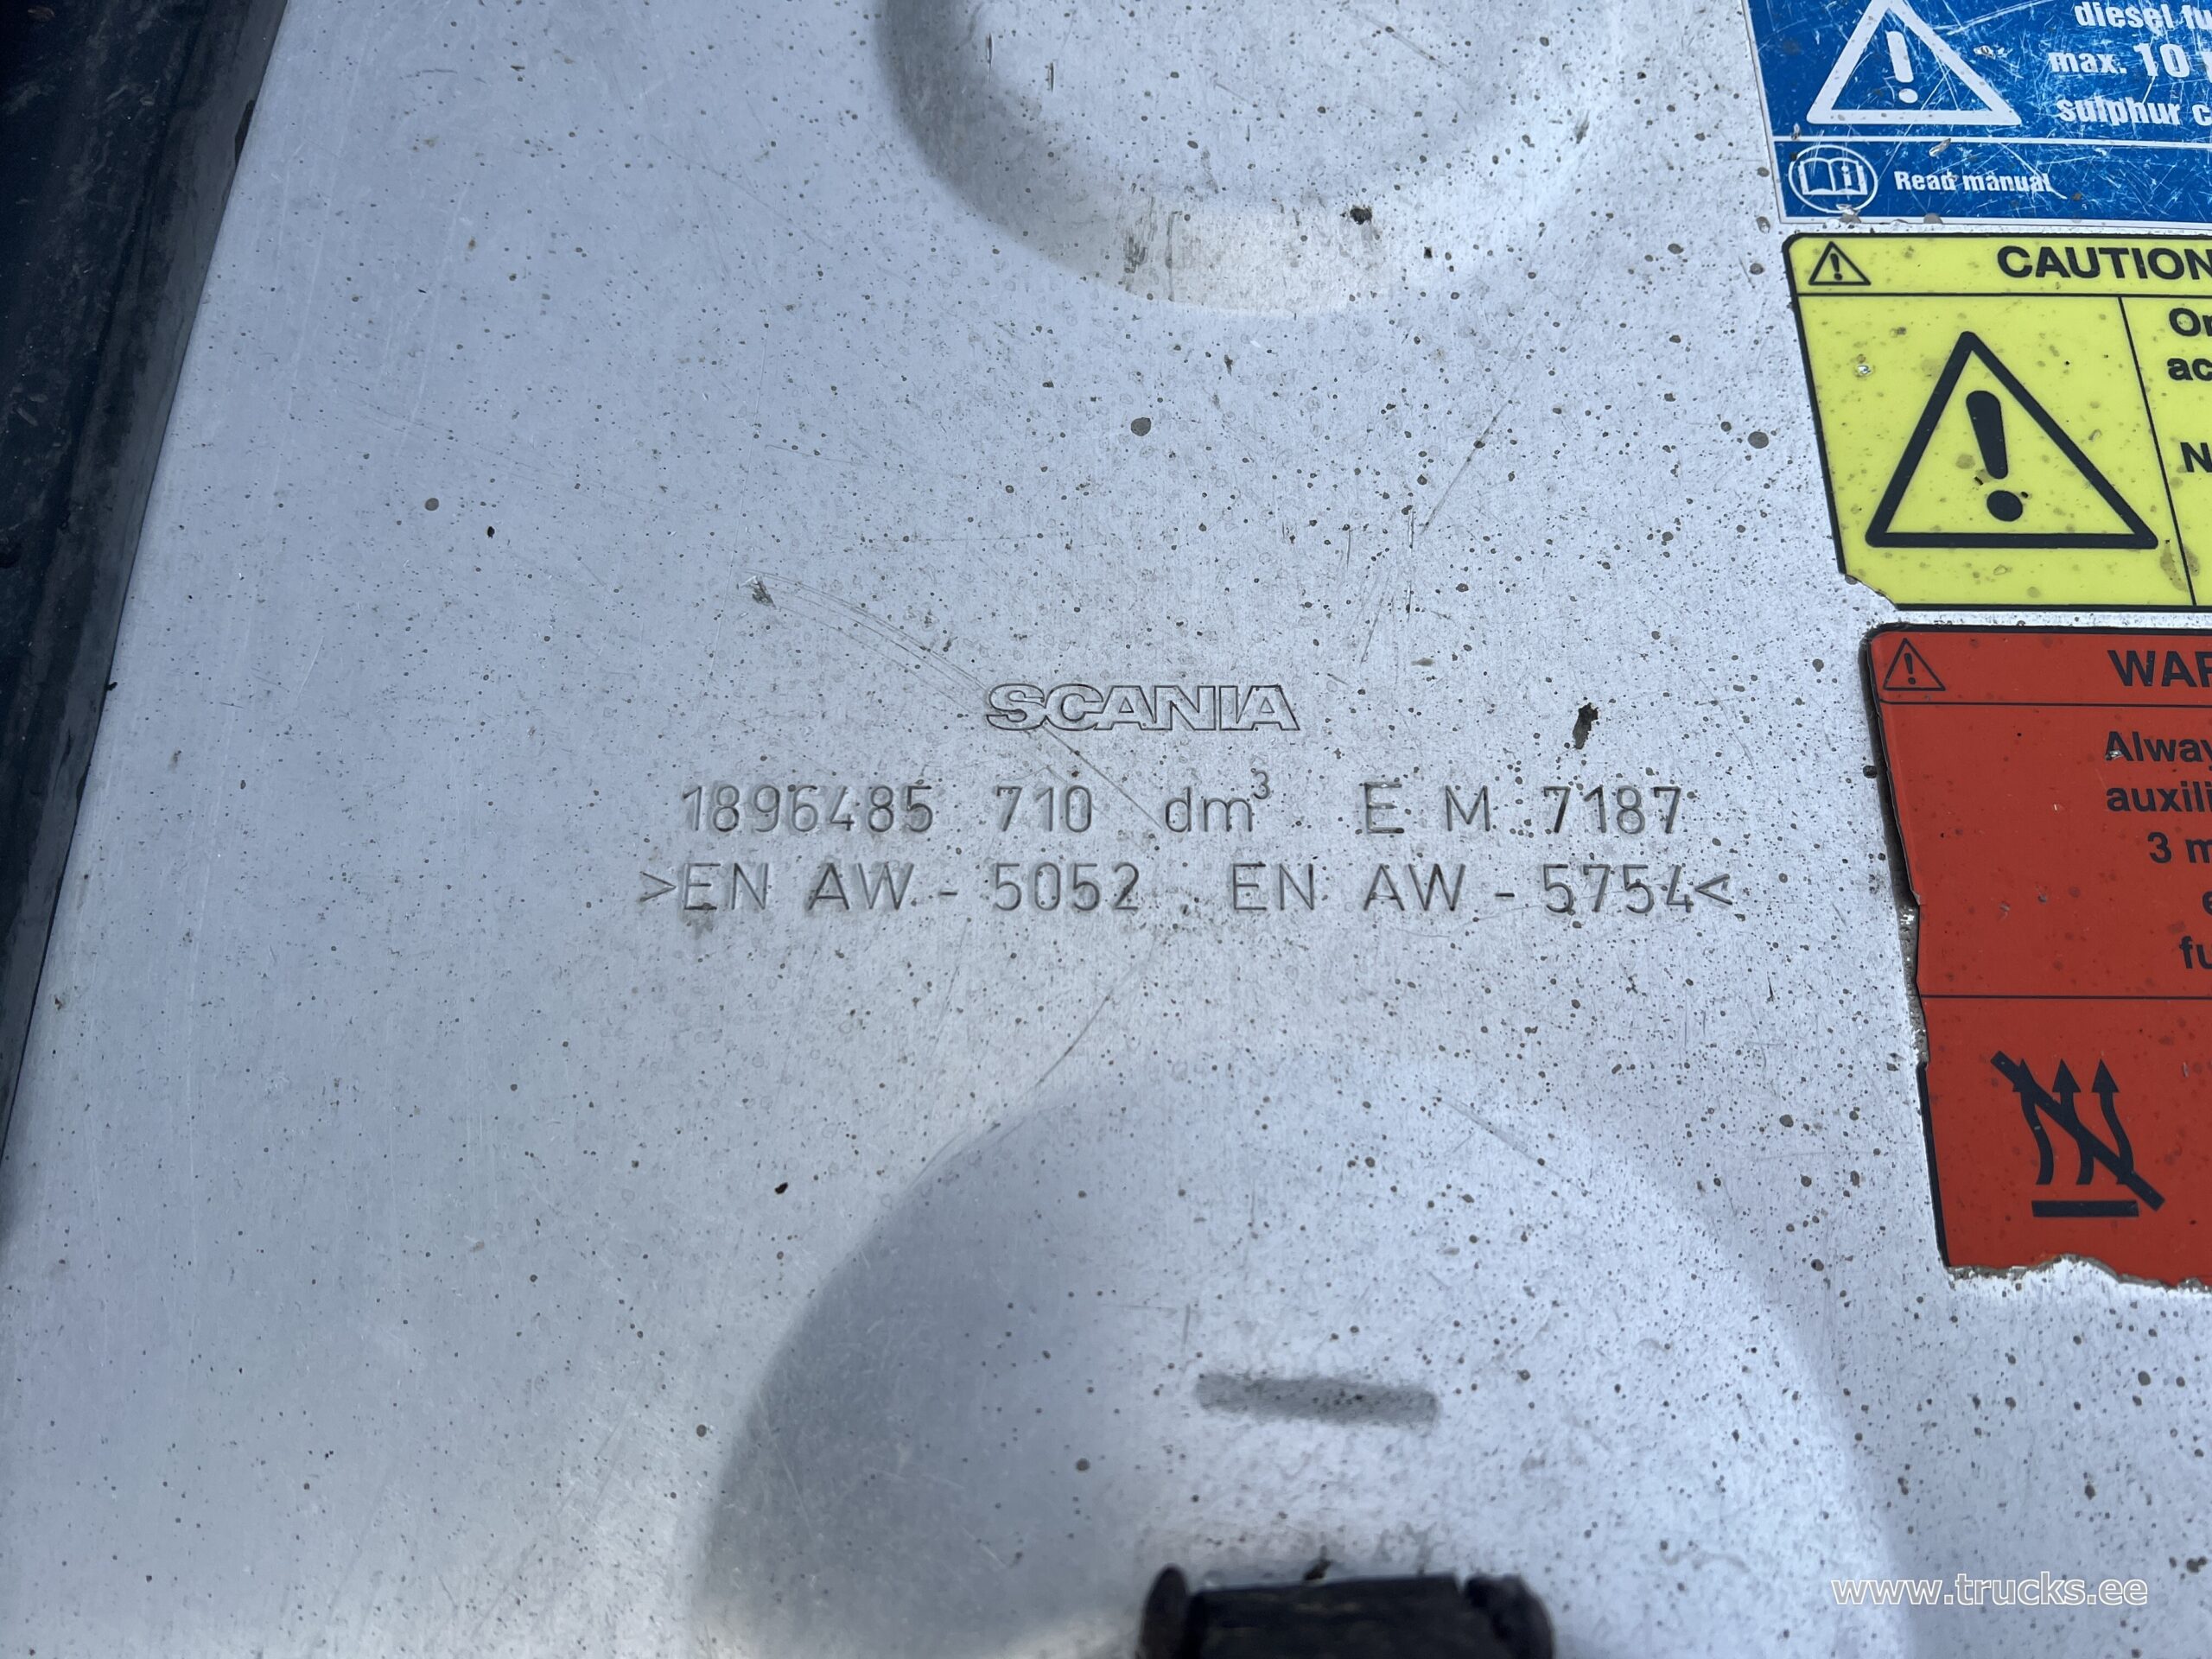 diesel
max. 10
sulphur
Read manual
CAUTION
SCANIA
1896485 710 dm³ E M 7187
>EN AW - 5052 , EN AW - 5754<
3
www.trucks.ee